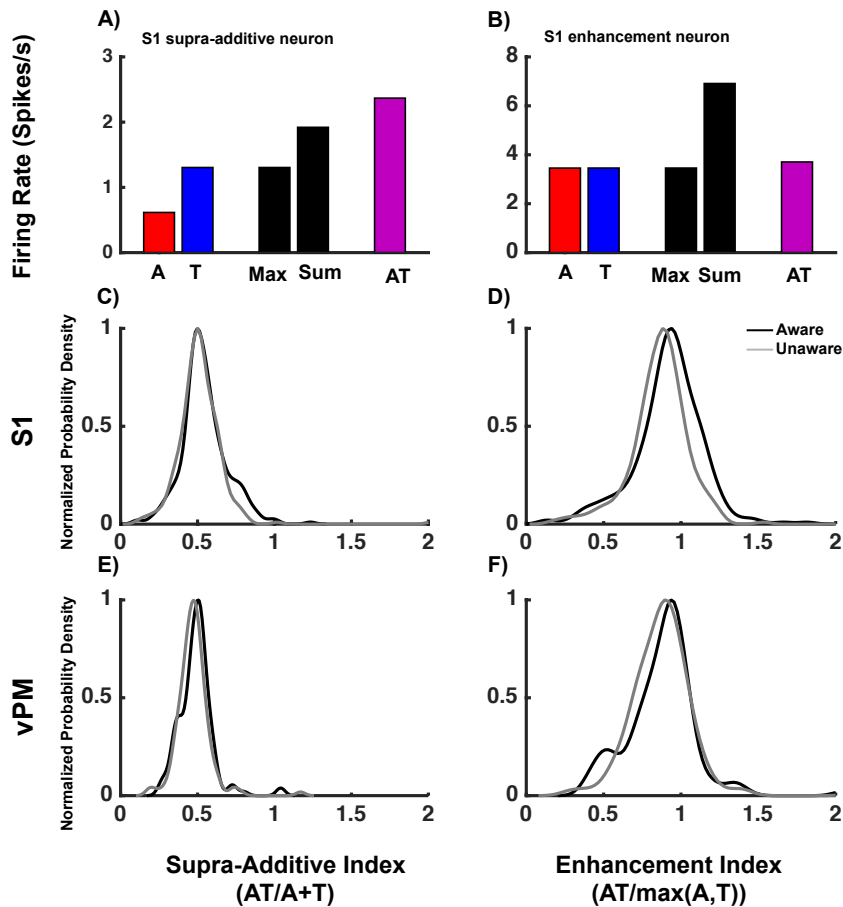 A)
S1 supra-additive neuron
Firing Rate (Spikes/s)
3
2
1
0
A
T
Max
Sum
AT
B)
S1 enhancement neuron
8
6
4
2
0
A
T
Max
Sum
AT
C)
S1
Normalized Probability Density
1
0.5
0
0
0.5
1
1.5
2
D)
Aware
Unaware
1
0.5
0
0
0.5
1
1.5
2
E)
vPM
Normalized Probability Density
1
0.5
0
0
0.5
1
1.5
2
Supra-Additive Index
(AT/A+T)
F)
1
0.5
0
0
0.5
1
1.5
2
Enhancement Index
(AT/max(A,T))